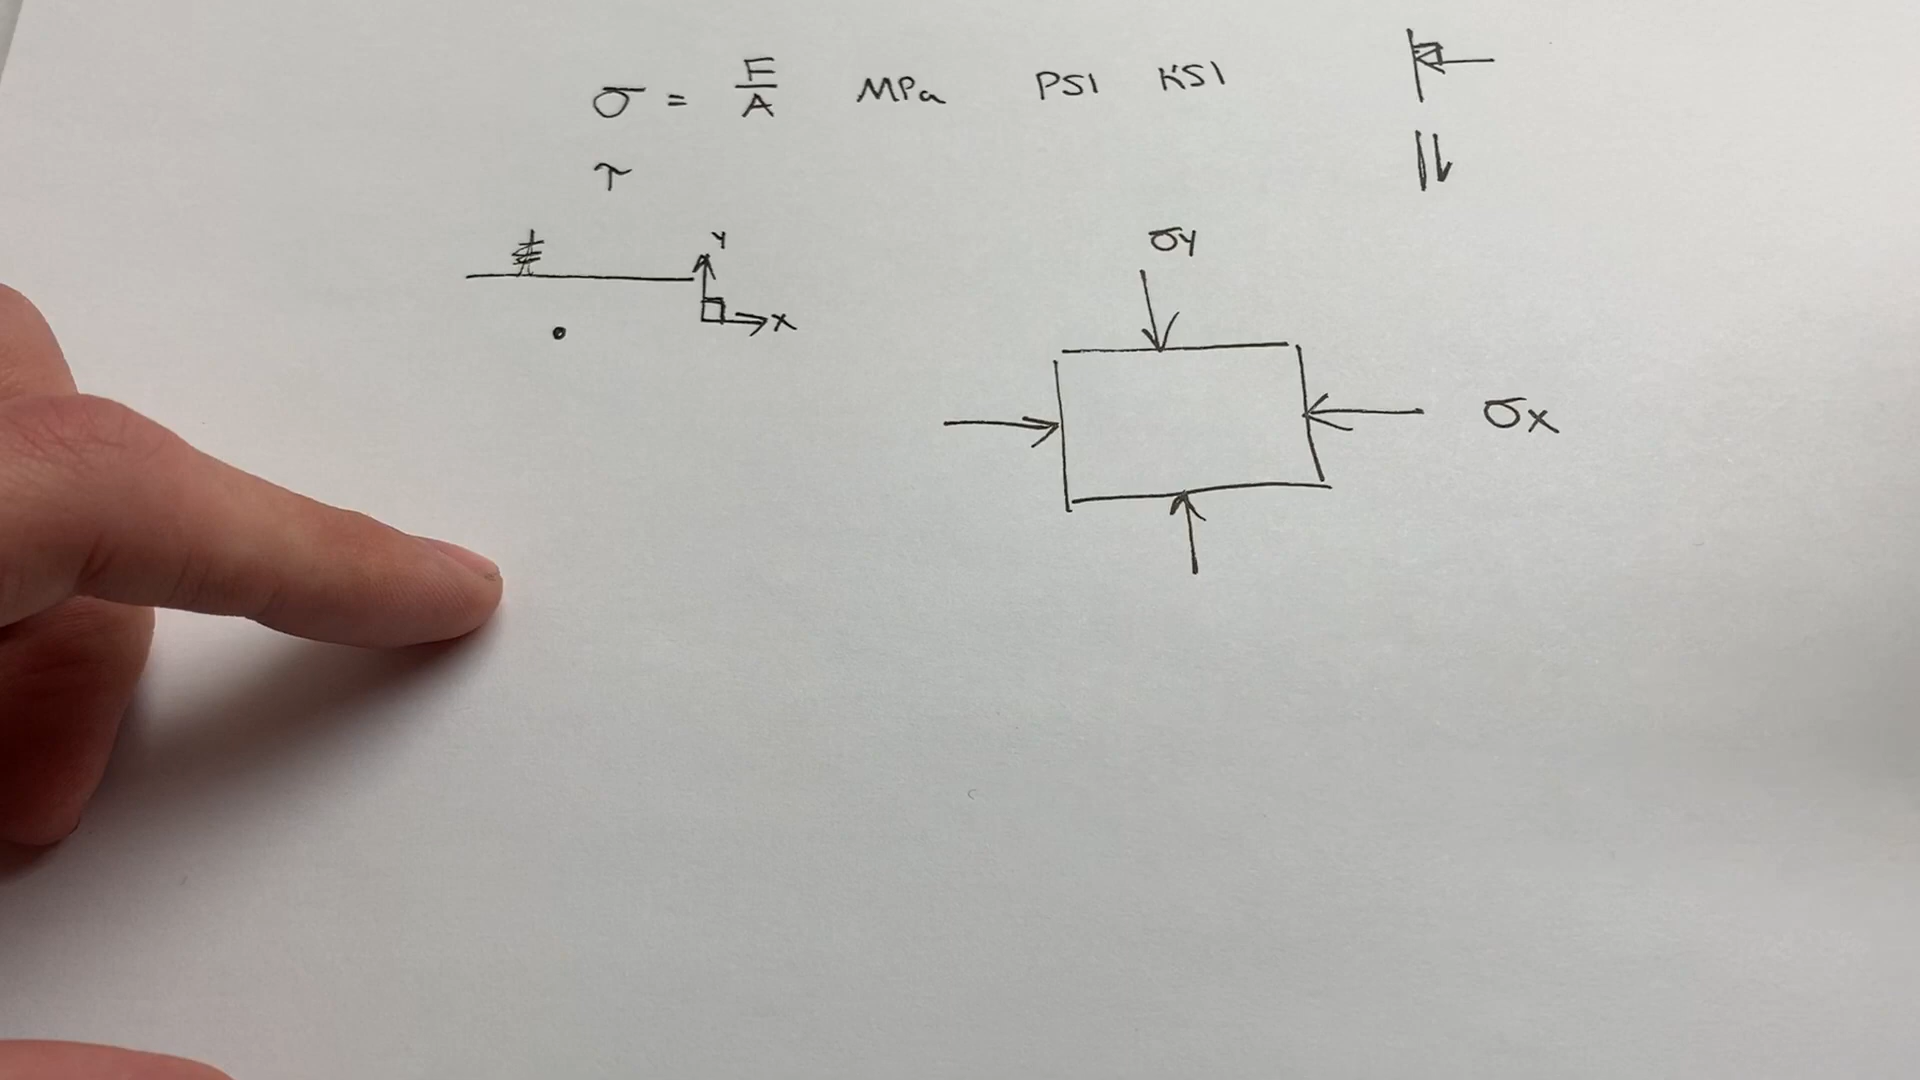 σ = F/A MPa PSI KSI
τ
y
x
σy
σx